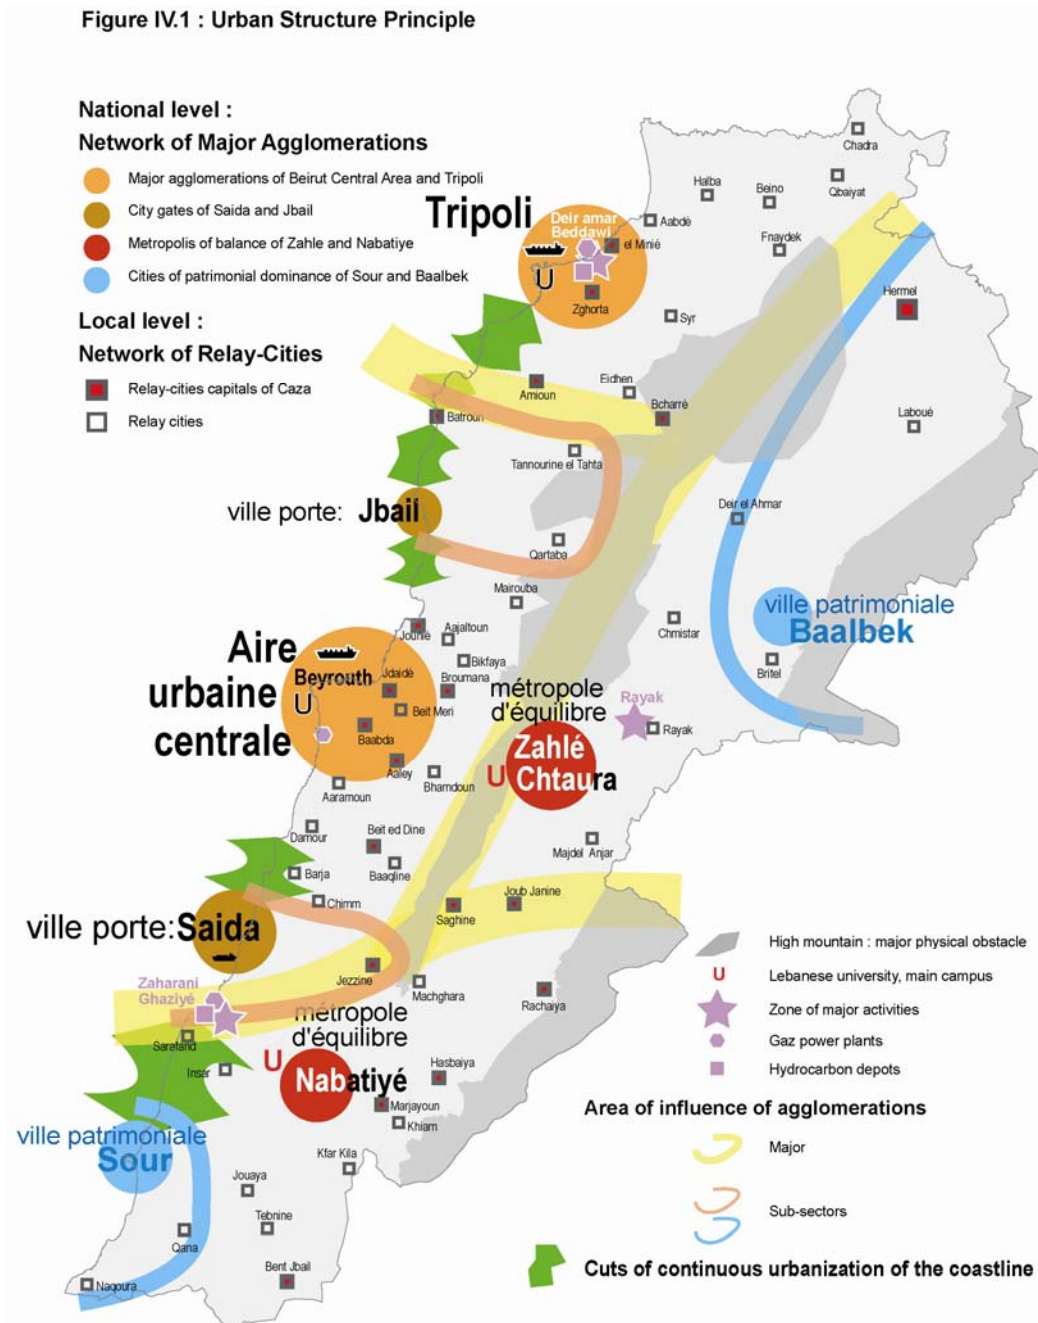 Figure IV.1 : Urban Structure Principle
National level :
Network of Major Agglomerations
Major agglomerations of Beirut Central Area and Tripoli
City gates of Saida and Jbail
Metropolis of balance of Zahle and Nabatiye
Cities of patrimonial dominance of Sour and Baalbek
Local level :
Network of Relay-Cities
Relay-cities capitals of Caza
Relay cities
Chadra
Qbaiyat
Halba
Beino
Aabdè
Fnaydek
Tripoli
Deir amar
Beddawi
el Minié
U
Zghorta
Syr
Hermel
Eidhen
Amioun
Bcharré
Batroun
Laboué
Tannourine el Tahta
ville porte: Jbail
Deir el Ahmar
Qartaba
Mairouba
ville patrimoniale
Baalbek
Chmistar
Jounié
Aajaltoun
Bikfaya
Britel
Aire
urbaine
centrale
Beyrouth
U
Jdaidé
Broumana
Beit Meri
Baabda
Aaley
Bhamdoun
Aaramoun
métropole
d'équilibre
Zahlé
U Chtaura
Rayak
Rayak
Damour
Beit ed Dine
Baaqline
Majdel Anjar
Barja
Chimm
Joub Janine
Saghine
ville porte: Saida
Jezzine
Machghara
Rachaiya
Zaharani
Ghaziyé
métropole
d'équilibre
Sarafand
Insar
U
Nabatiyé
Hasbaiya
Marjayoun
Khiam
ville patrimoniale
Sour
Kfar Kila
Jouaya
Tebnine
Qana
Bent Jbail
Naqoura
High mountain : major physical obstacle
U
Lebanese university, main campus
Zone of major activities
Gaz power plants
Hydrocarbon depots
Area of influence of agglomerations
Major
Sub-sectors
Cuts of continuous urbanization of the coastline